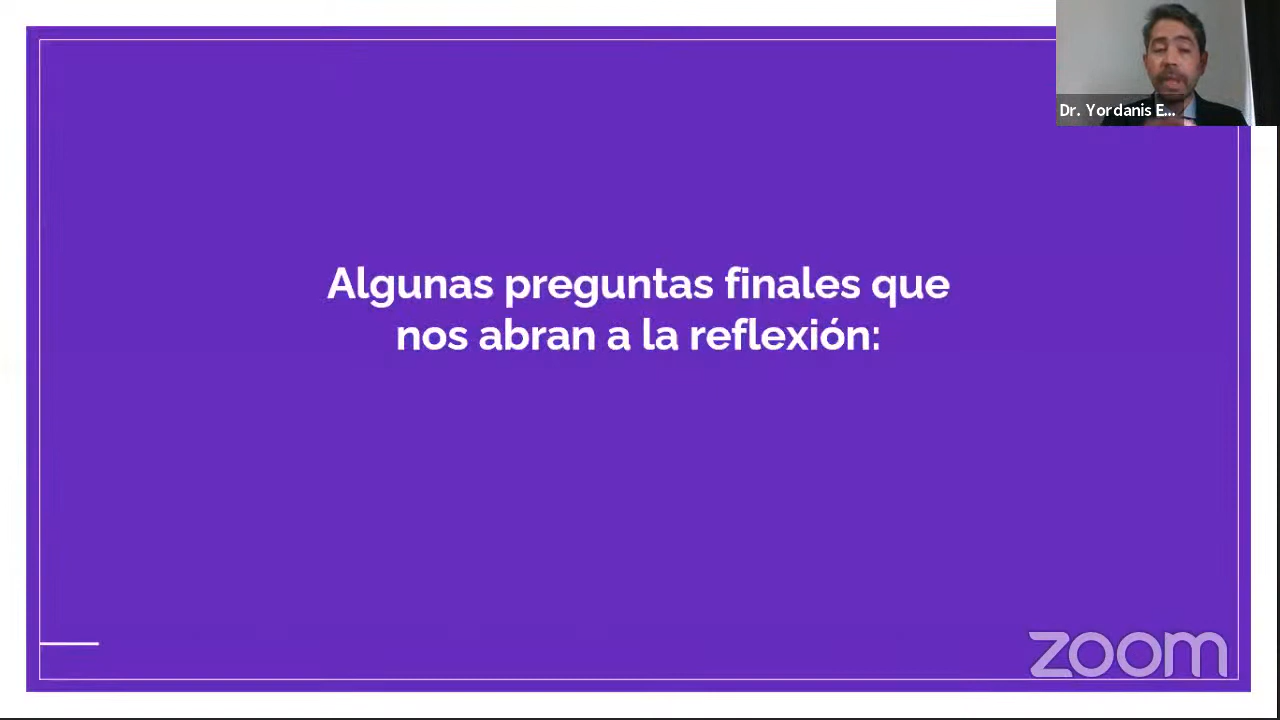 Dr. Yordanis E...
Algunas preguntas finales que
nos abran a la reflexión:
zoom